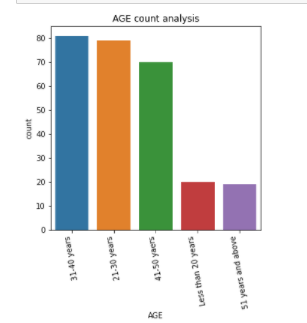 AGE count analysis
80
70
60
50
40
30
20
10
0
count
31-40 years
21-30 years
41-50 years
Less than 20 years
51 years and above
AGE